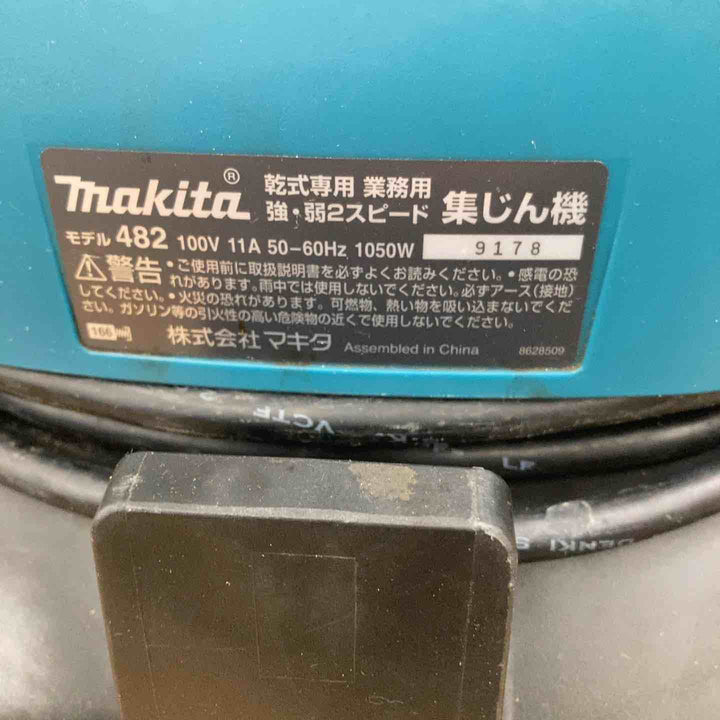 makita® 乾式専用 業務用
強・弱2スピード 集じん機
モデル 482 100V 11A 50-60Hz 1050W 9178
⚠警告 ・ご使用前に取扱説明書を必ずよくお読みください。・感電の恐
れがあります。雨中では使用しないでください。必ずアース(接地)
してください。・火災の恐れがあります。可燃物、熱い物を吸い込まないでくだ
さい。ガソリン等の引火性の高い危険物の近くで使用しないでください。
166 株式会社 マキタ Assembled in China 8628509
VCTF
LF
DENKI S